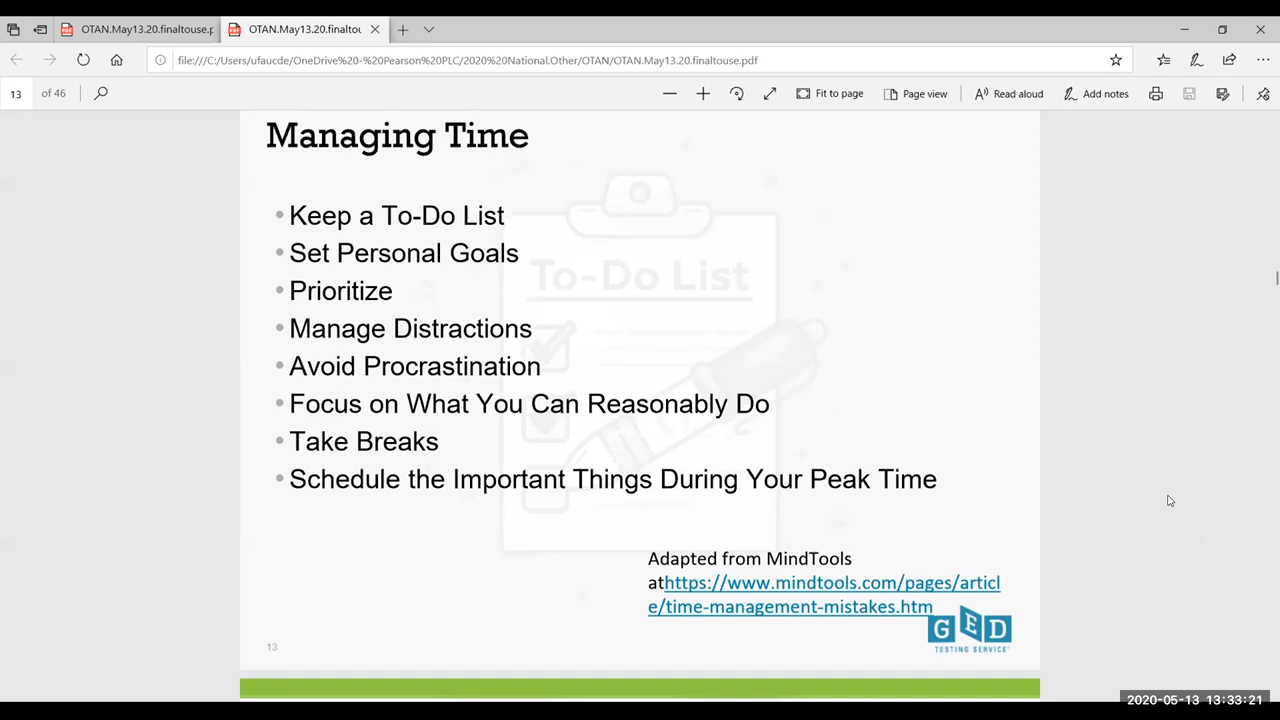 OTAN.May13.20.finaltouse.p
OTAN.May13.20.finaltou
file:///C:/Users/ufaucde/OneDrive%20-%20Pearson%20PLC/2020%20National.Other/OTAN/OTAN.May13.20.finaltouse.pdf
13 of 46
Fit to page
Page view
Read aloud
Add notes
Managing Time
To-Do List
• Keep a To-Do List
• Set Personal Goals
• Prioritize
• Manage Distractions
• Avoid Procrastination
• Focus on What You Can Reasonably Do
• Take Breaks
• Schedule the Important Things During Your Peak Time
Adapted from MindTools
athttps://www.mindtools.com/pages/articl
e/time-management-mistakes.htm
GED
TESTING SERVICE®
13
2020-05-13 13:33:21